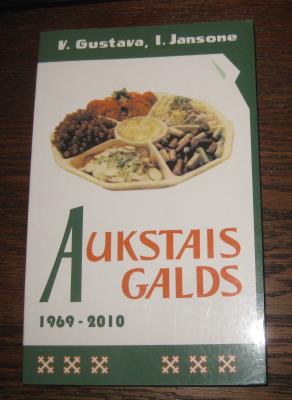 V. Gustava, I. Jansone
AUKSTAIS
GALDS
1969 - 2010